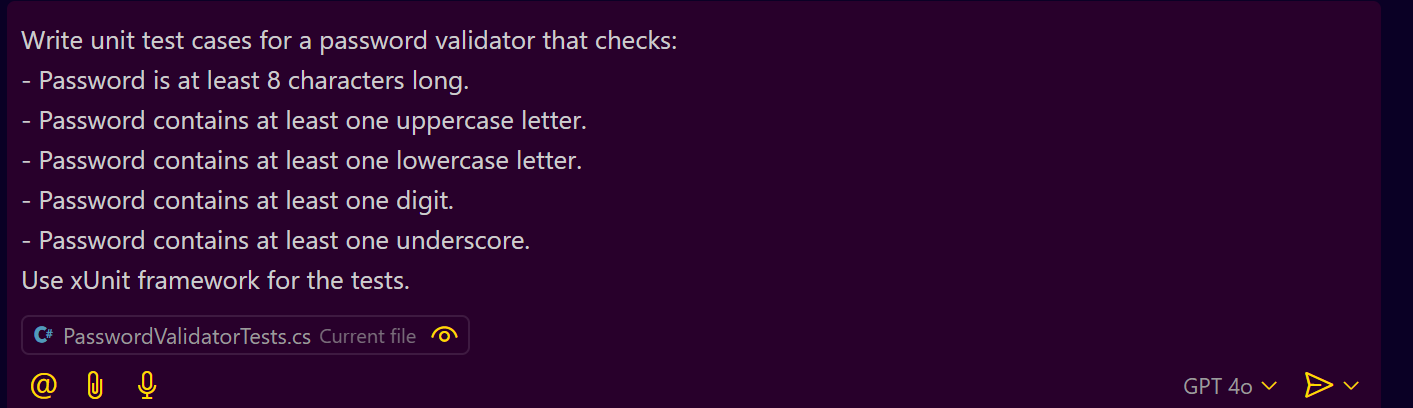 Write unit test cases for a password validator that checks:
- Password is at least 8 characters long.
- Password contains at least one uppercase letter.
- Password contains at least one lowercase letter.
- Password contains at least one digit.
- Password contains at least one underscore.
Use xUnit framework for the tests.
C# PasswordValidatorTests.cs Current file
@ GPT 4o